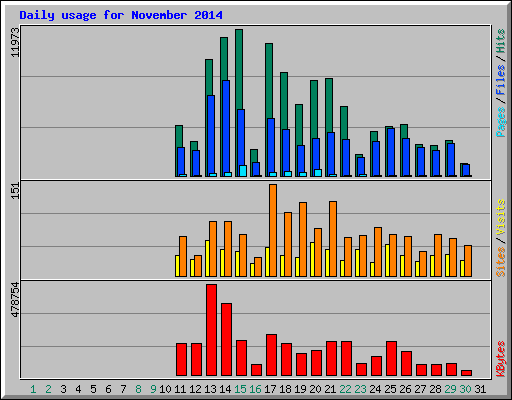 Daily usage for November 2014
11973
Pages / Files / Hits
151
Sites / Visits
478754
KBytes
1 2 3 4 5 6 7 8 9 10 11 12 13 14 15 16 17 18 19 20 21 22 23 24 25 26 27 28 29 30 31